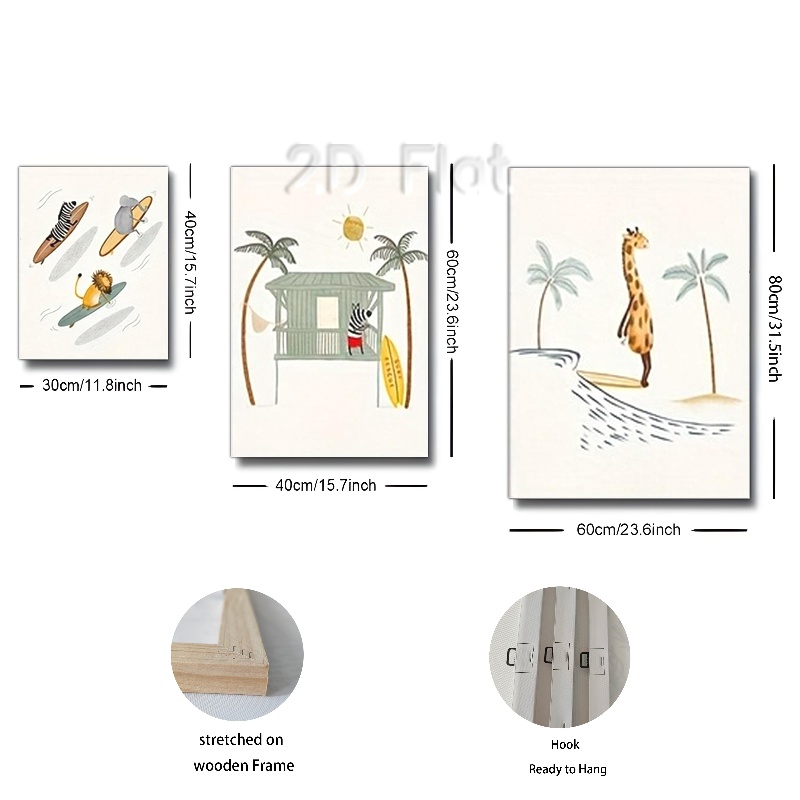 2D Flat
40cm/15.7inch
30cm/11.8inch
60cm/23.6inch
40cm/15.7inch
80cm/31.5inch
60cm/23.6inch
stretched on
wooden Frame
Hook
Ready to Hang